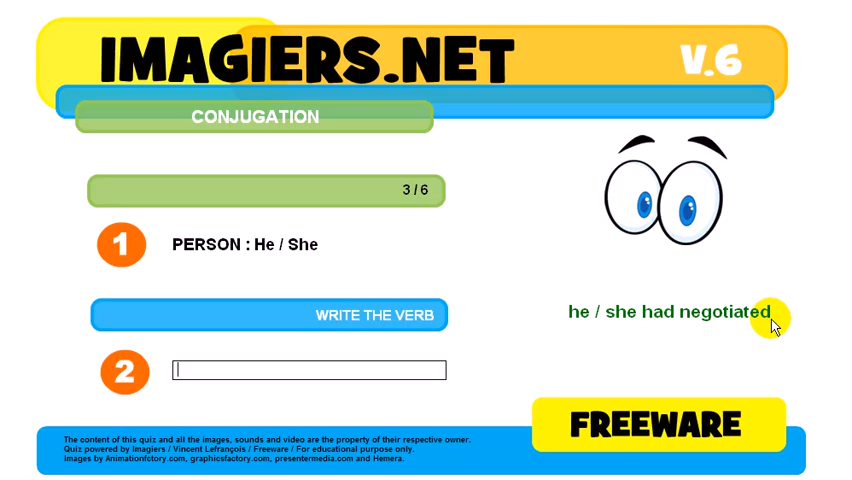 IMAGIERS.NET
V.6
CONJUGATION
3 / 6
1
PERSON : He / She
WRITE THE VERB
he / she had negotiated
2
FREEWARE
The content of this quiz and all the images, sounds and video are the property of their respective owner.
Quiz powered by Imagiers / Vincent Lefrançois / Freeware / For educational purpose only.
Images by Animationfctory.com, graphicsfactory.com, presentermedia.com and Hemera.